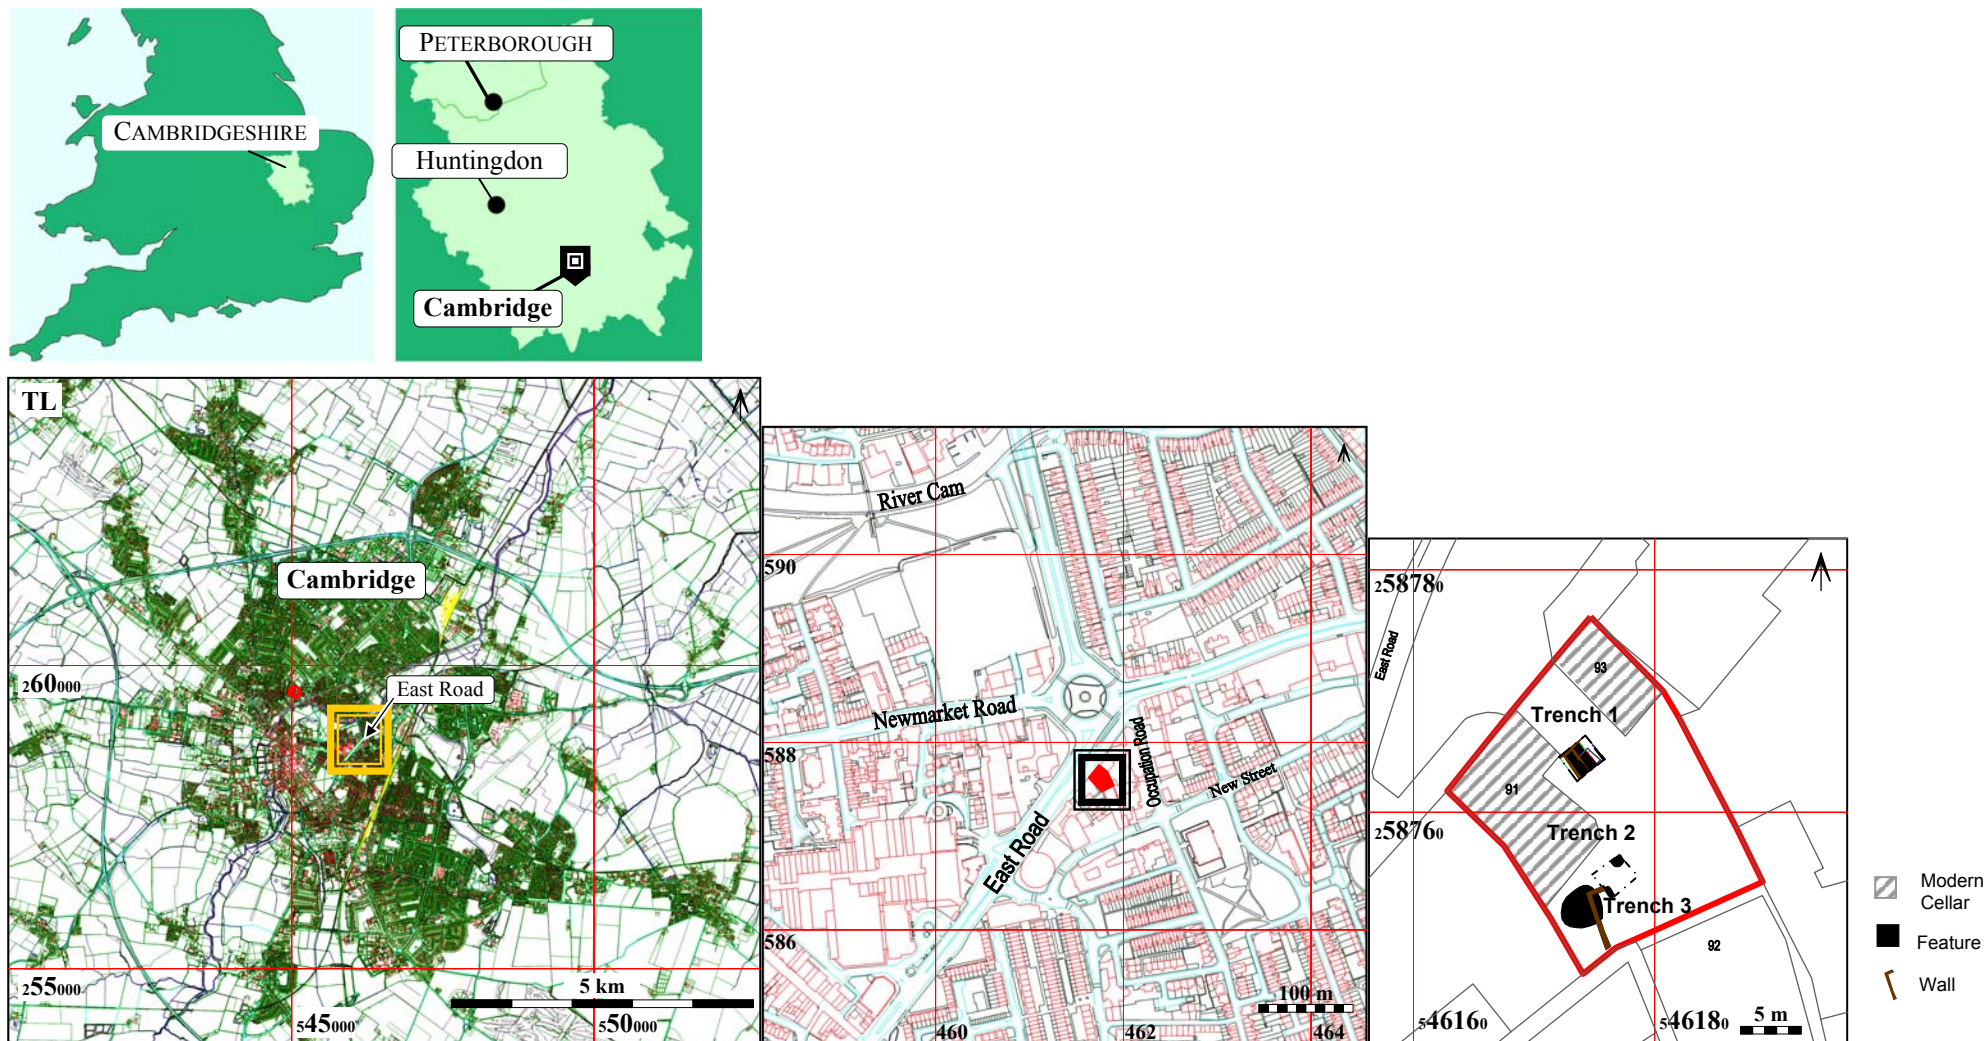 CAMBRIDGESHIRE
PETERBOROUGH
Huntingdon
Cambridge
TL
Cambridge
East Road
260000
255000
545000
550000
5 km
River Cam
590
Newmarket Road
588
Occupation Road
New Street
East Road
586
100 m
460
462
464
258780
East Road
93
Trench 1
91
258760
Trench 2
Trench 3
92
546160
546180
5 m
Modern
Cellar
Feature
Wall